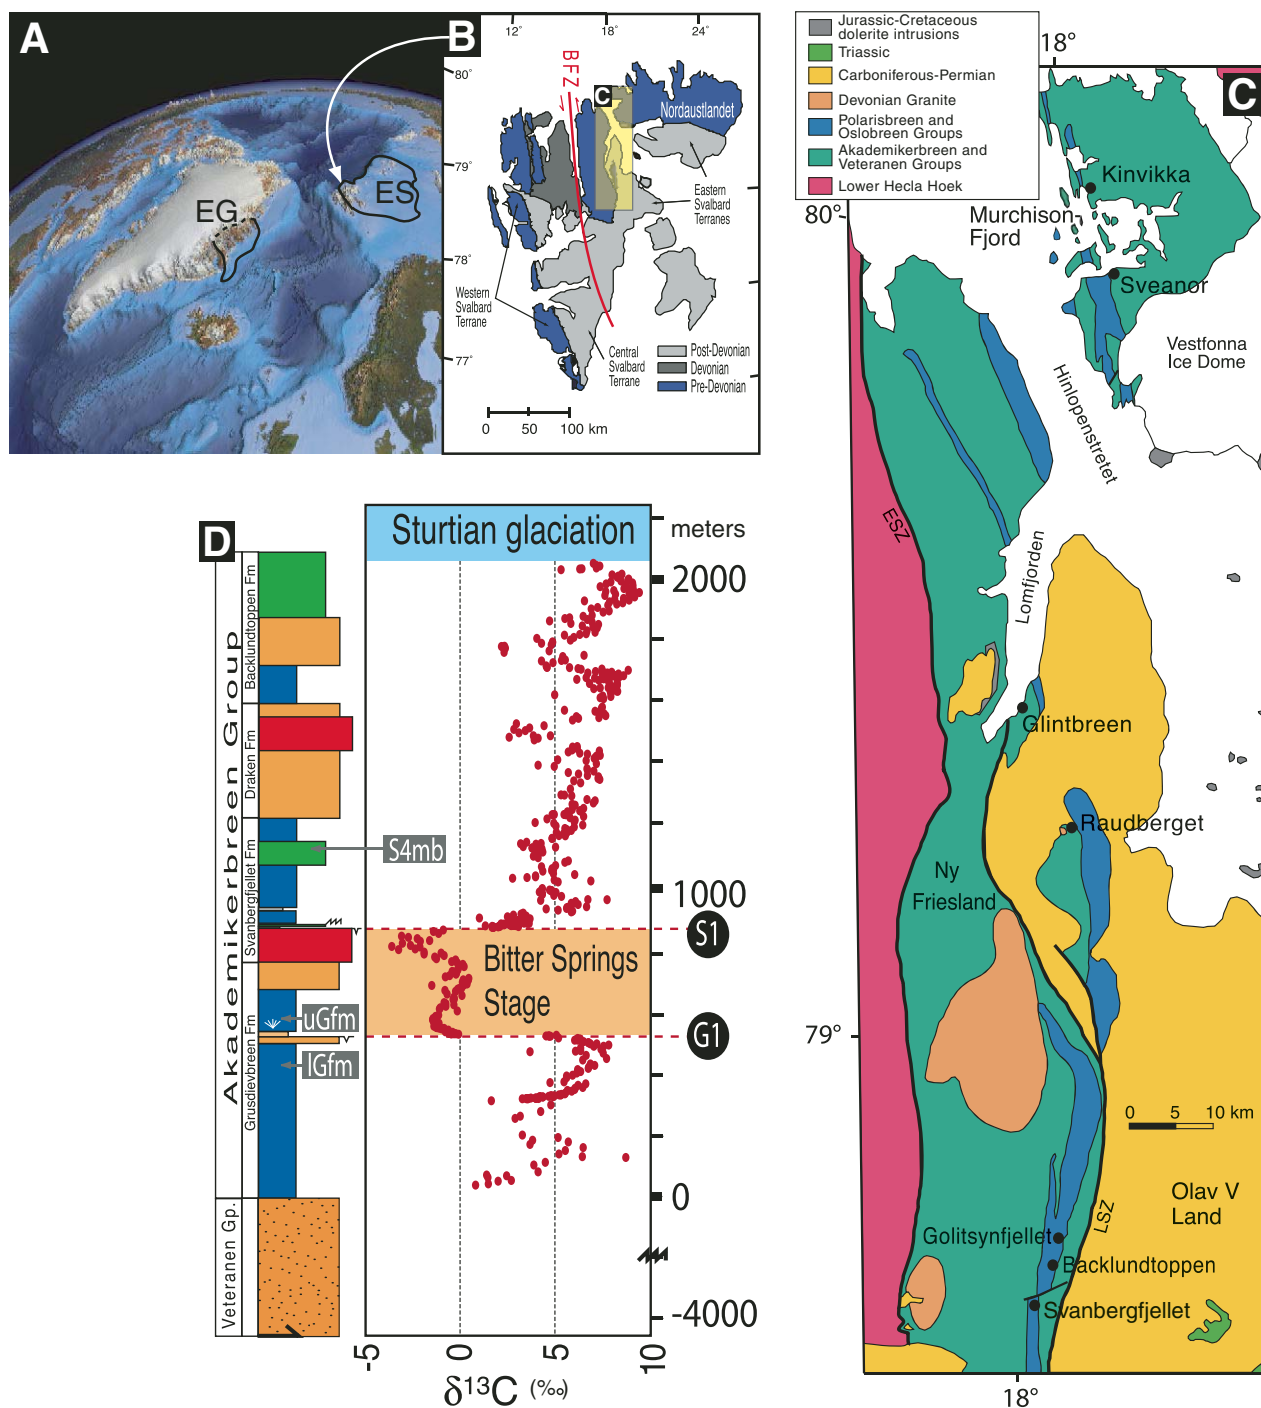 A
EG
ES
B
12°
18°
24°
80°
79°
78°
77°
BFZ
C
Nordaustlandet
Eastern
Svalbard
Terranes
Western
Svalbard
Terrane
Central
Svalbard
Terrane
Post-Devonian
Devonian
Pre-Devonian
0 50 100 km
C
Jurassic-Cretaceous
dolerite intrusions
Triassic
Carboniferous-Permian
Devonian Granite
Polarisbreen and
Oslobreen Groups
Akademikerbreen and
Veteranen Groups
Lower Hecla Hoek
18°
80°
Kinvikka
Murchison-
Fjord
Sveanor
Vestfonna
Ice Dome
Hinlopenstretet
ESZ
Lomfjorden
Glintbreen
Raudberget
Ny
Friesland
79°
0 5 10 km
Olav V
Land
LSZ
Golitsynfjellet
Backlundtoppen
Svanbergfjellet
18°
D
Akademikerbreen Group
Backlundtoppen Fm
Draken Fm
Svanbergfjellet Fm
Grusdievbreen Fm
Veteranen Gp.
S4mb
uGfm
lGfm
Sturtian glaciation
Bitter Springs
Stage
meters
2000
1000
S1
G1
0
-4000
-5 0 5 10
δ13C (‰)